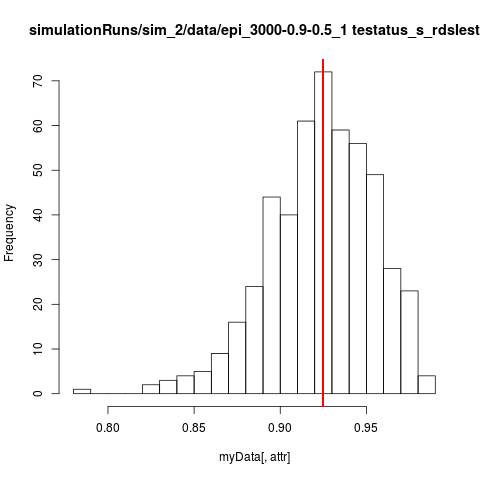 simulationRuns/sim_2/data/epi_3000-0.9-0.5_1 testatus_s_rdslest
Frequency
70
60
50
40
30
20
10
0
0.80 0.85 0.90 0.95
myData[, attr]